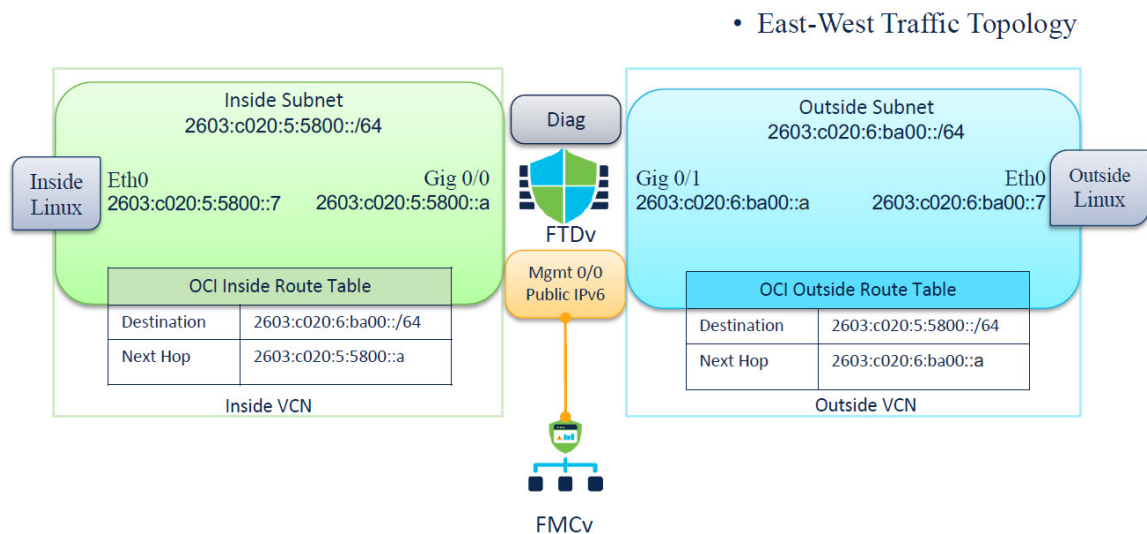 • East-West Traffic Topology
Inside Subnet
2603:c020:5:5800::/64
Inside
Linux
Eth0
2603:c020:5:5800::7
Gig 0/0
2603:c020:5:5800::a
OCI Inside Route Table
Destination 2603:c020:6:ba00::/64
Next Hop 2603:c020:5:5800::a
Inside VCN
Diag
FTDv
Mgmt 0/0
Public IPv6
FMCv
Outside Subnet
2603:c020:6:ba00::/64
Gig 0/1
2603:c020:6:ba00::a
Eth0
2603:c020:6:ba00::7
Outside
Linux
OCI Outside Route Table
Destination 2603:c020:5:5800::/64
Next Hop 2603:c020:6:ba00::a
Outside VCN